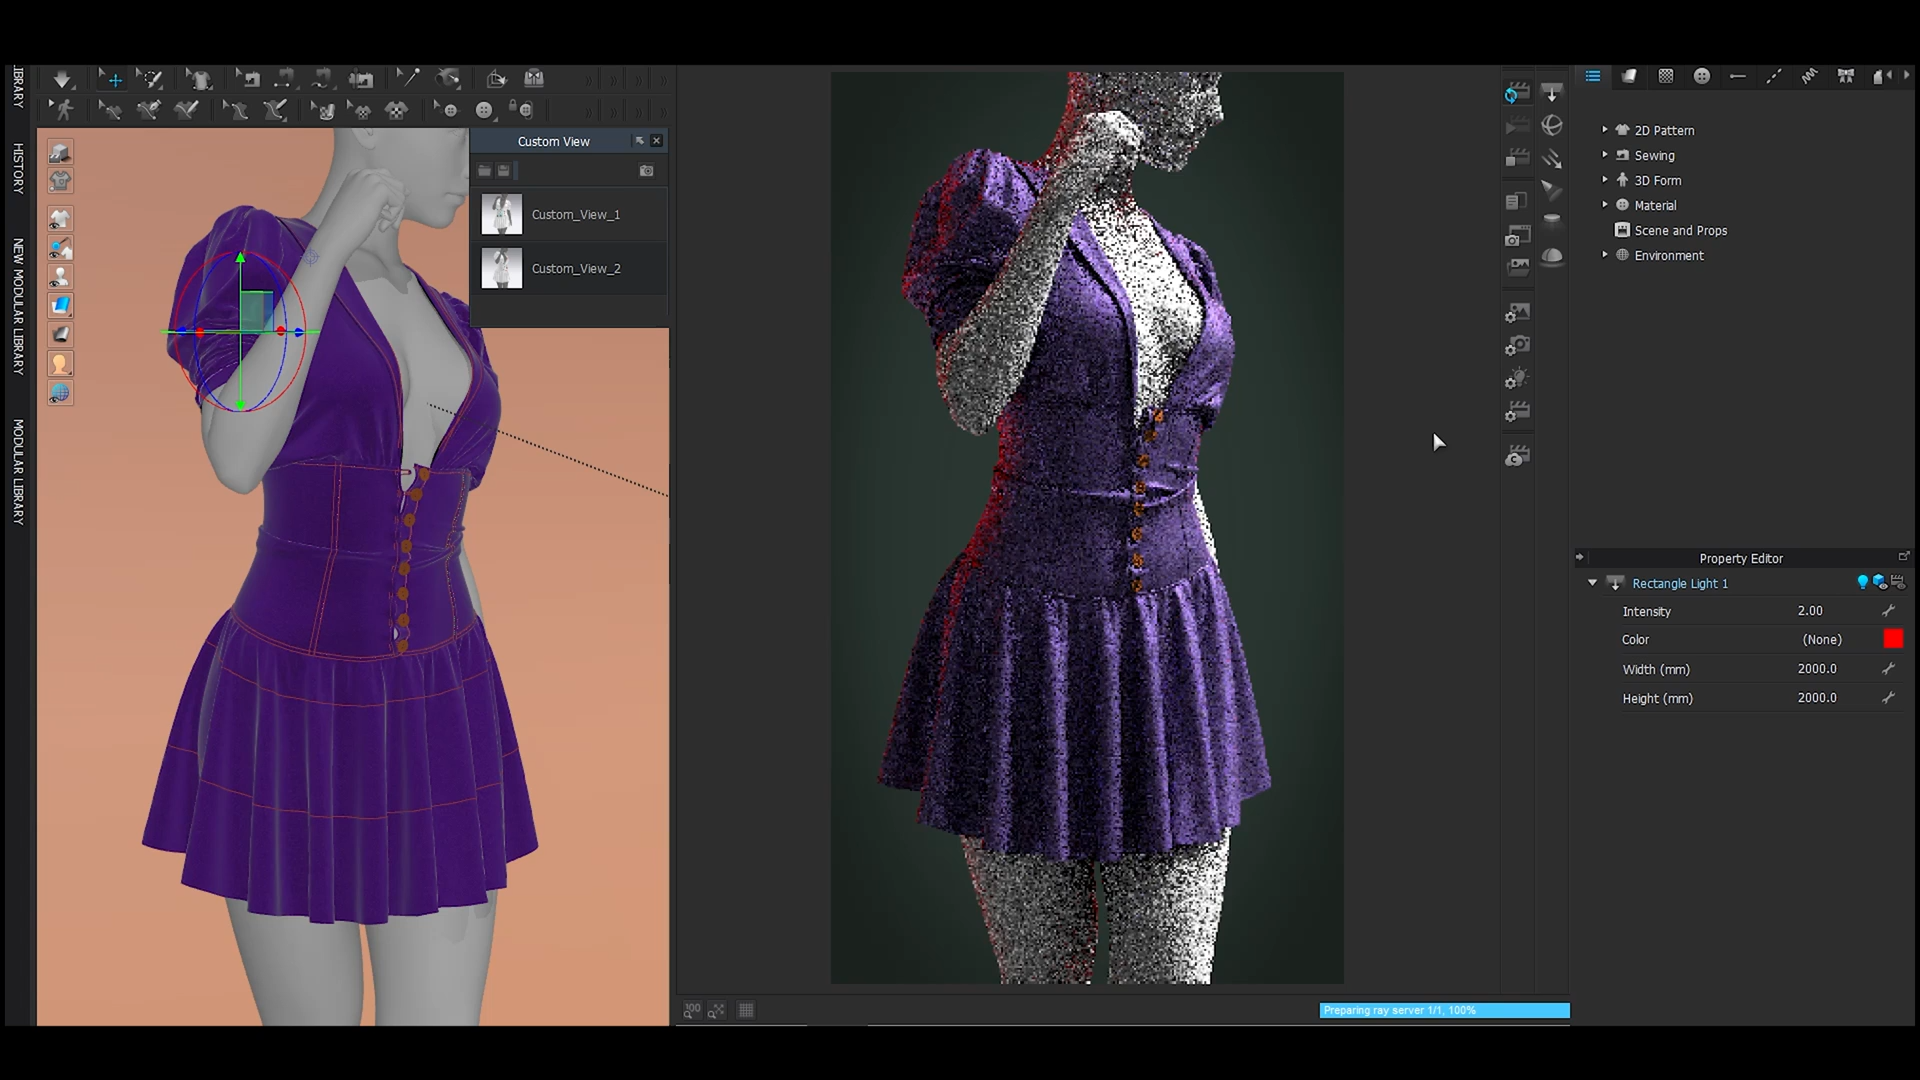 LIBRARY
HISTORY
NEW MODULAR LIBRARY
MODULAR LIBRARY
Custom View
Custom_View_1
Custom_View_2
100
Preparing ray server 1/1, 100%
2D Pattern
Sewing
3D Form
Material
Scene and Props
Environment
Property Editor
Rectangle Light 1
Intensity 2.00
Color (None)
Width (mm) 2000.0
Height (mm) 2000.0